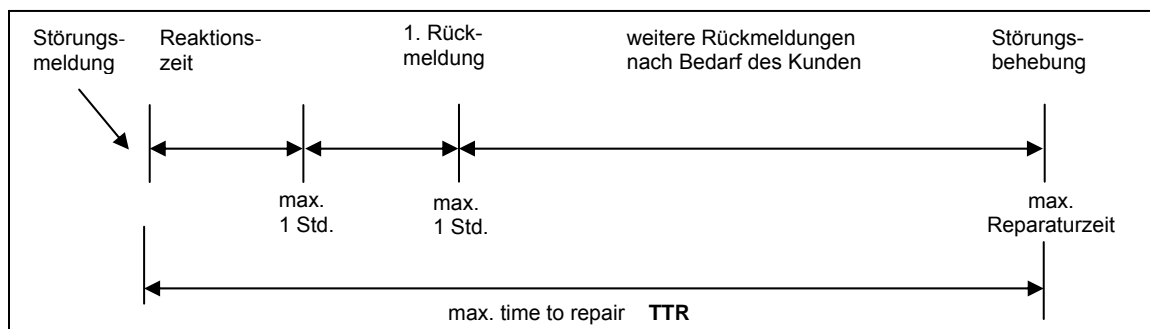 Störungs-
meldung
Reaktions-
zeit
1. Rück-
meldung
weitere Rückmeldungen
nach Bedarf des Kunden
Störungs-
behebung
max.
1 Std.
max.
1 Std.
max.
Reparaturzeit
max. time to repair TTR